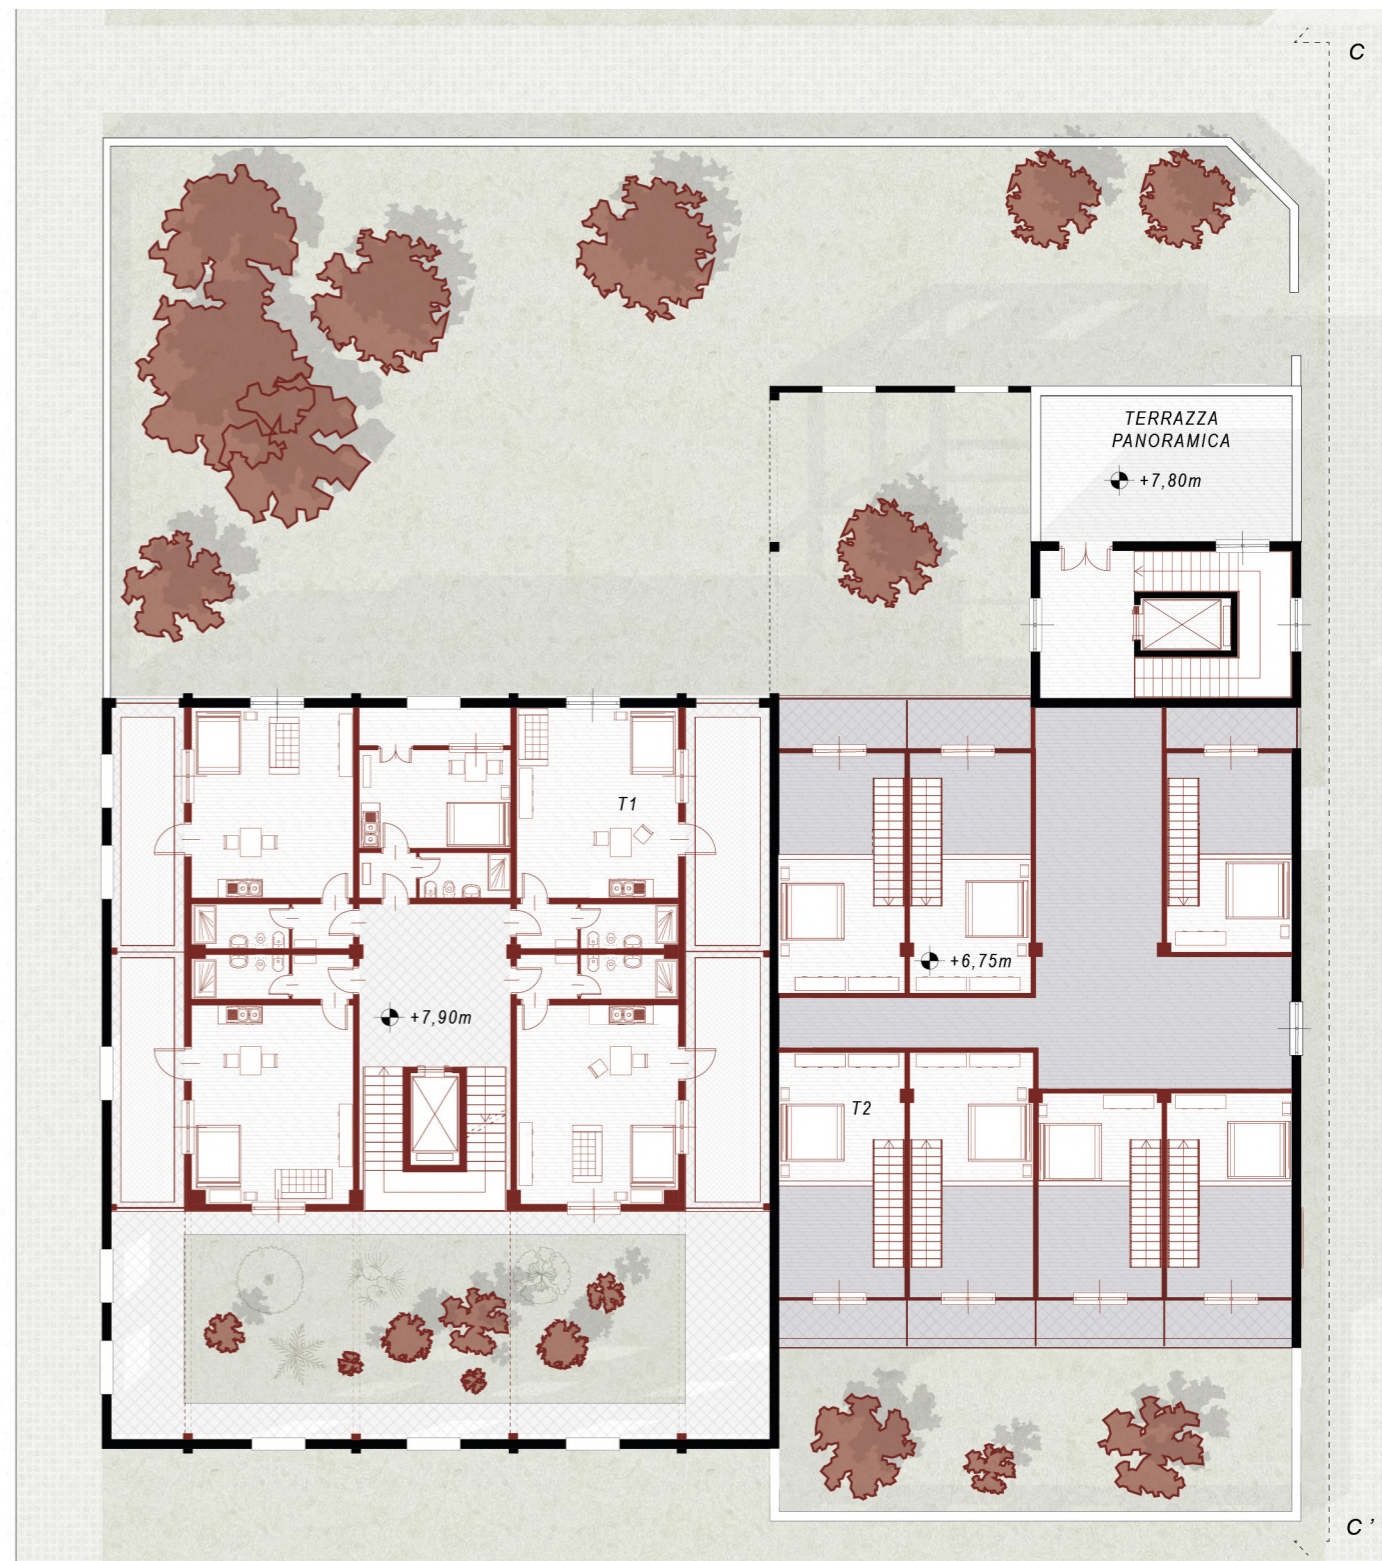 C
TERRAZZA
PANORAMICA
+7,80m
T1
+6,75m
+7,90m
T2
C'